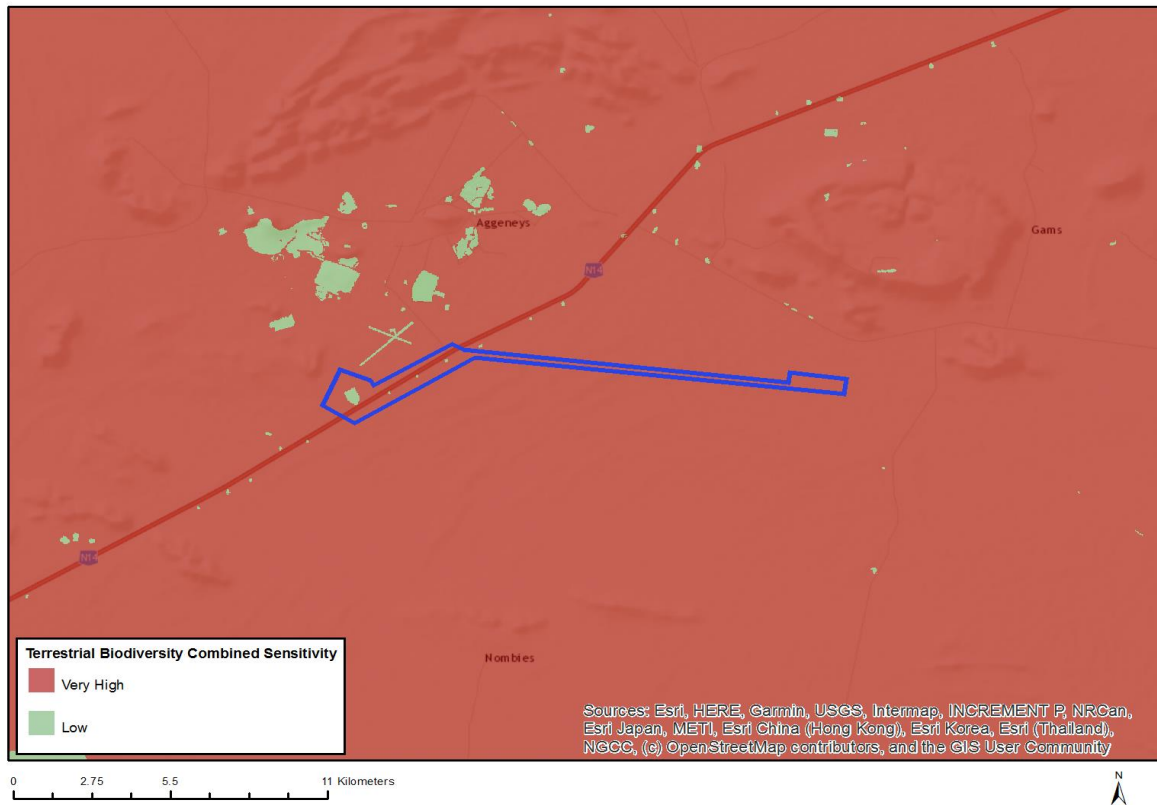 Aggeneys
Gams
N14
N14
Nombies
Terrestrial Biodiversity Combined Sensitivity
Very High
Low
Sources: Esri, HERE, Garmin, USGS, Intermap, INCREMENT P, NRCan,
Esri Japan, METI, Esri China (Hong Kong), Esri Korea, Esri (Thailand),
NGCC, (c) OpenStreetMap contributors, and the GIS User Community
0 2.75 5.5 11 Kilometers
N